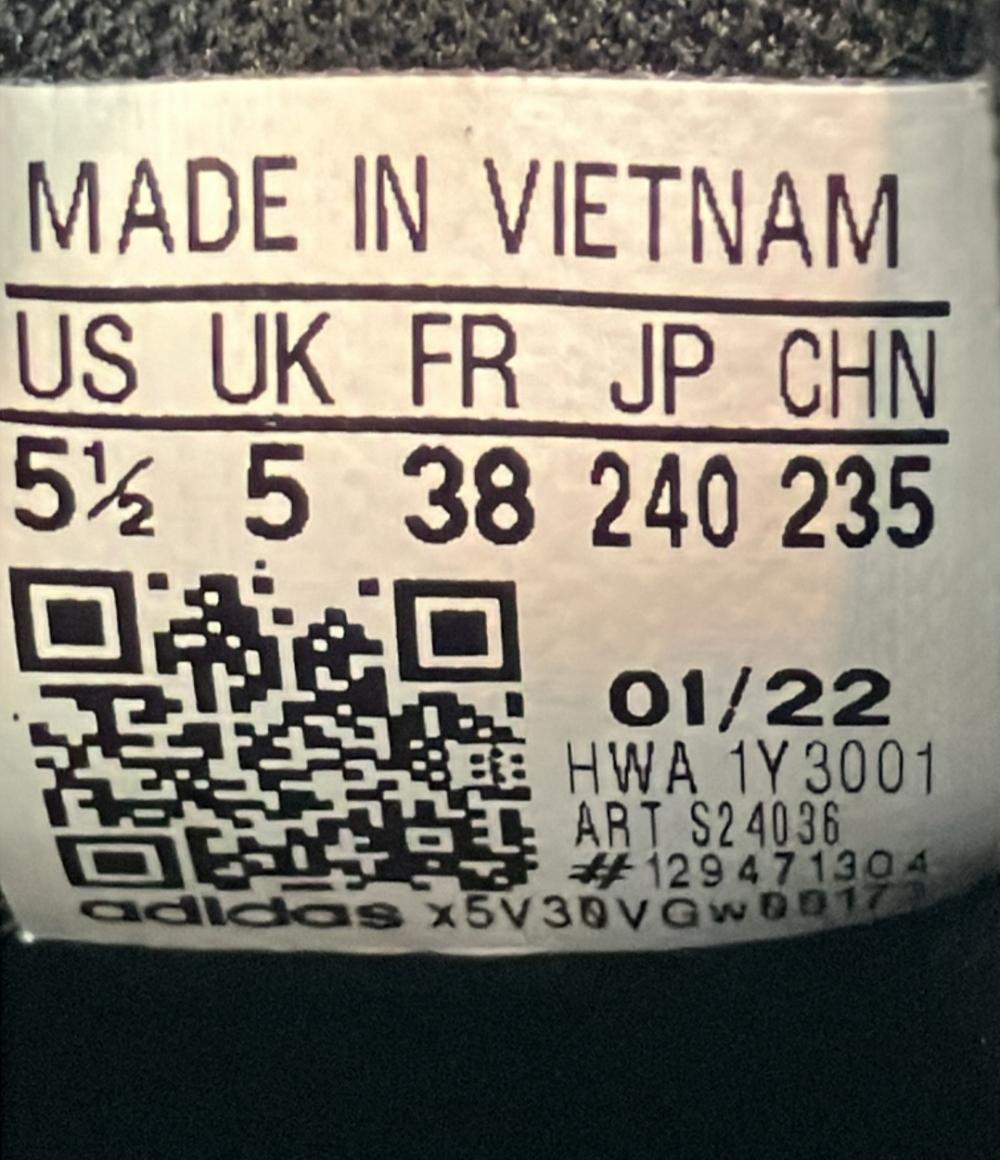 MADE IN VIETNAM
US UK FR JP CHN
5½ 5 38 240 235
01/22
HWA 1Y3001
ART S24036
#129471304
adidas